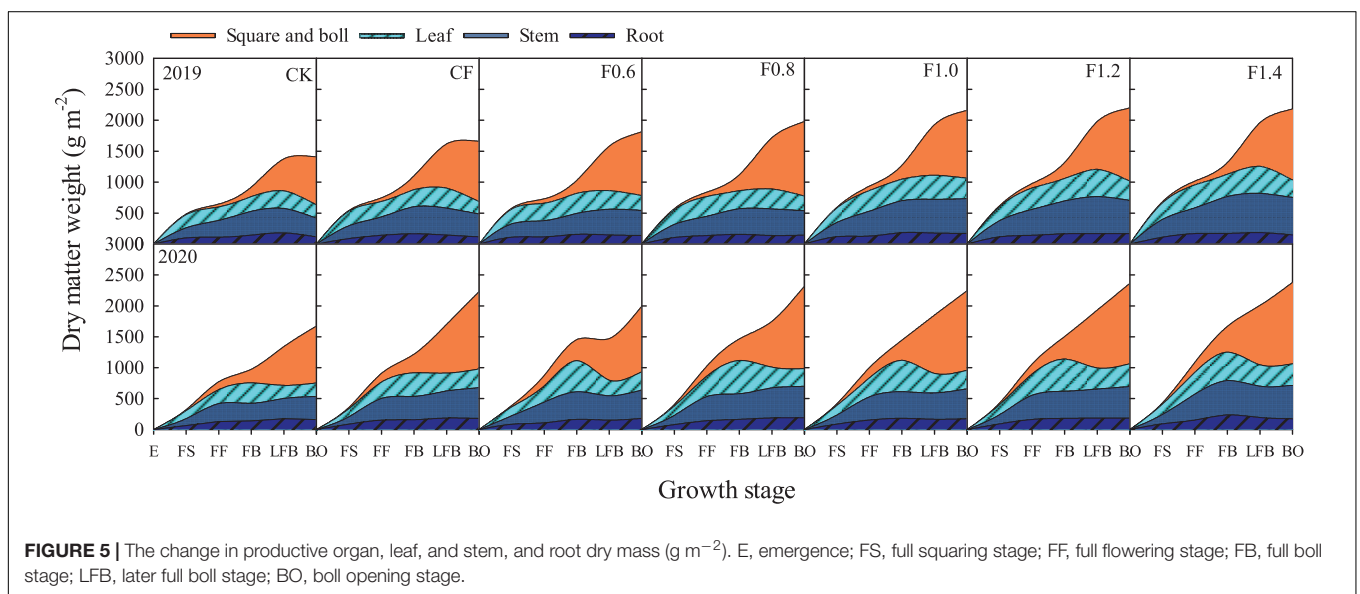 Square and boll Leaf Stem Root
Dry matter weight (g m-2)
3000
2500
2000
1500
1000
500
3000
2500
2000
1500
1000
500
0
2019 CK CF F0.6 F0.8 F1.0 F1.2 F1.4
2020
E FS FF FB LFB BO FS FF FB LFB BO FS FF FB LFB BO FS FF FB LFB BO FS FF FB LFB BO FS FF FB LFB BO FS FF FB LFB BO
Growth stage
FIGURE 5 | The change in productive organ, leaf, and stem, and root dry mass (g m−2). E, emergence; FS, full squaring stage; FF, full flowering stage; FB, full boll
stage; LFB, later full boll stage; BO, boll opening stage.